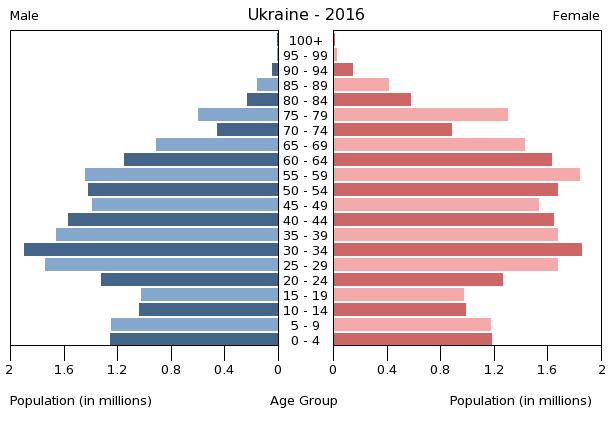 Male Ukraine - 2016 Female
100+
95 - 99
90 - 94
85 - 89
80 - 84
75 - 79
70 - 74
65 - 69
60 - 64
55 - 59
50 - 54
45 - 49
40 - 44
35 - 39
30 - 34
25 - 29
20 - 24
15 - 19
10 - 14
5 - 9
0 - 4
2 1.6 1.2 0.8 0.4 0 0 0.4 0.8 1.2 1.6 2
Population (in millions) Age Group Population (in millions)